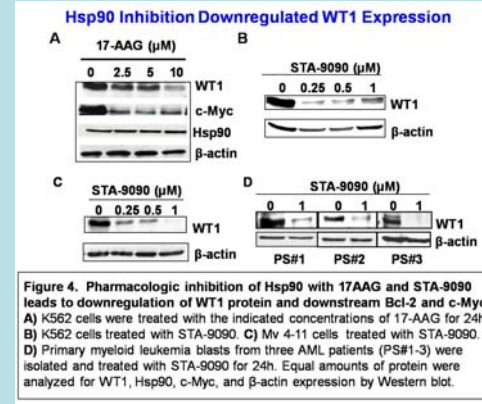 Hsp90 Inhibition Downregulated WT1 Expression
A
17-AAG (µM)
0 2.5 5 10
WT1
c-Myc
Hsp90
β-actin
B
STA-9090 (µM)
0 0.25 0.5 1
WT1
β-actin
C
STA-9090 (µM)
0 0.25 0.5 1
WT1
β-actin
D
STA-9090 (µM)
0 1 0 1 0 1
WT1
β-actin
PS#1 PS#2 PS#3
Figure 4. Pharmacologic inhibition of Hsp90 with 17AAG and STA-9090
leads to downregulation of WT1 protein and downstream Bcl-2 and c-Myc
A) K562 cells were treated with the indicated concentrations of 17-AAG for 24h
B) K562 cells treated with STA-9090. C) Mv 4-11 cells treated with STA-9090.
D) Primary myeloid leukemia blasts from three AML patients (PS#1-3) were
isolated and treated with STA-9090 for 24h. Equal amounts of protein were
analyzed for WT1, Hsp90, c-Myc, and β-actin expression by Western blot.